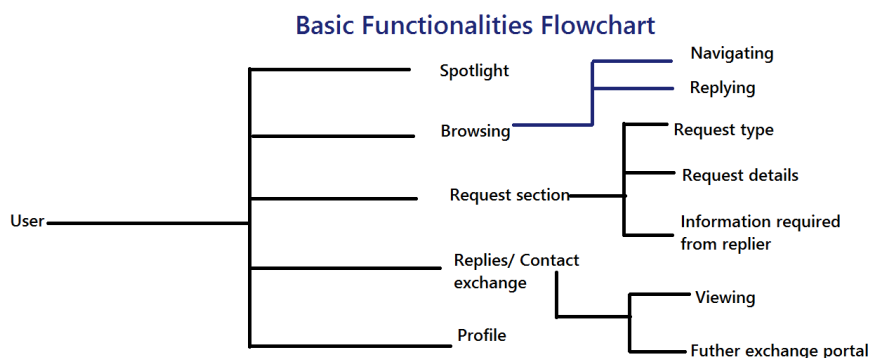 Basic Functionalities Flowchart
Navigating
Spotlight
Replying
Browsing
Request type
Request details
Request section
User
Information required
from replier
Replies/ Contact
exchange
Viewing
Profile
Futher exchange portal